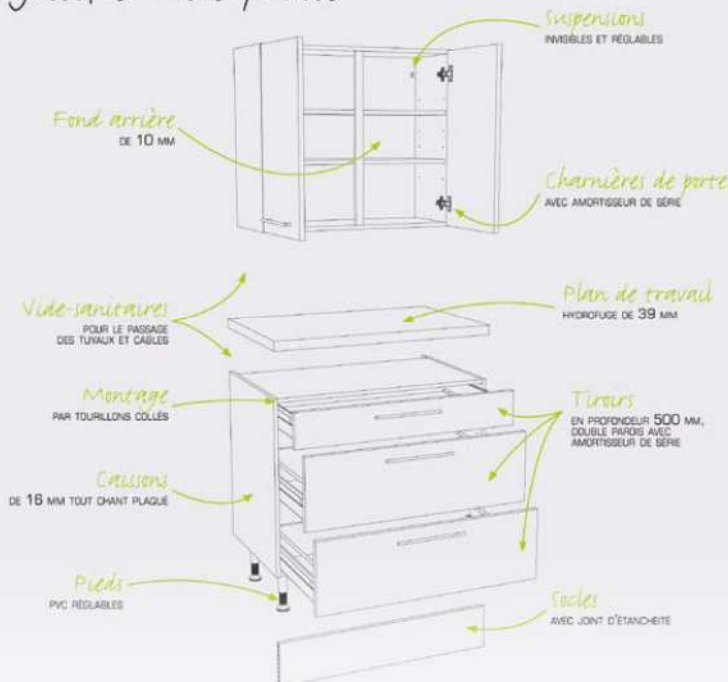 Suspensions
INVISIBLES ET RÉGLABLES
Fond arrière
DE 10 MM
Charnières de porte
AVEC AMORTISSEUR DE SÉRIE
Vide-sanitaires
POUR LE PASSAGE
DES TUYAUX ET CABLES
Plan de travail
HYDROFUGE DE 39 MM
Montage
PAR TOURILLONS COLLÉS
Tiroirs
EN PROFONDEUR 500 MM,
DOUBLE PAROIS AVEC
AMORTISSEUR DE SÉRIE
Caissons
DE 16 MM TOUT CHANT PLAQUÉ
Pieds
PVC RÉGLABLES
Socles
AVEC JOINT D'ÉTANCHEITÉ